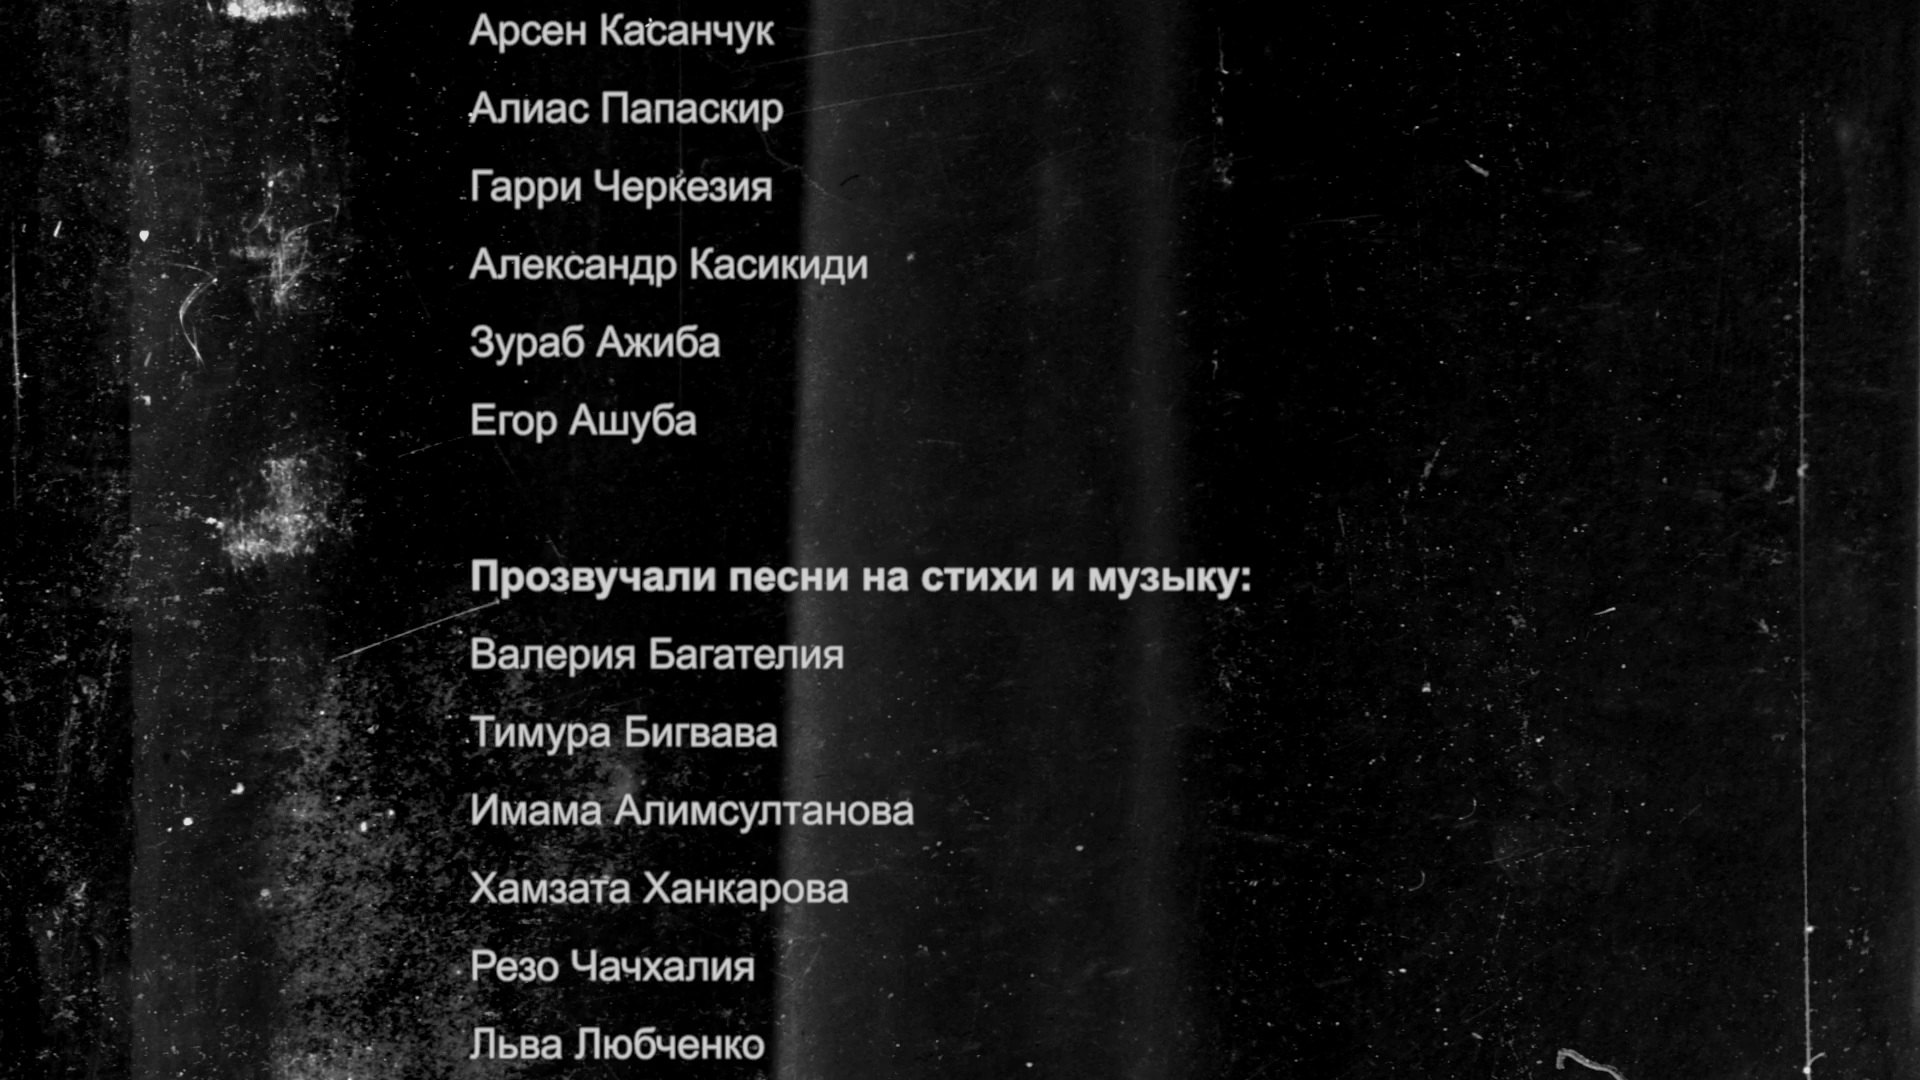 Арсен Касанчук
Алиас Папаскир
Гарри Черкезия
Александр Касикиди
Зураб Ажиба
Егор Ашуба
Прозвучали песни на стихи и музыку:
Валерия Багателия
Тимура Бигвава
Имама Алимсултанова
Хамзата Ханкарова
Резо Чачхалия
Льва Любченко